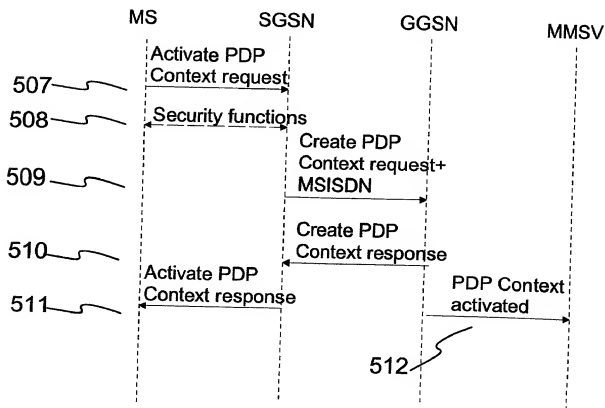 MS
SGSN
GGSN
MMSV
Activate PDP
Context request
507
508
Security functions
Create PDP
Context request+
MSISDN
509
Create PDP
Context response
510
Activate PDP
Context response
511
PDP Context
activated
512